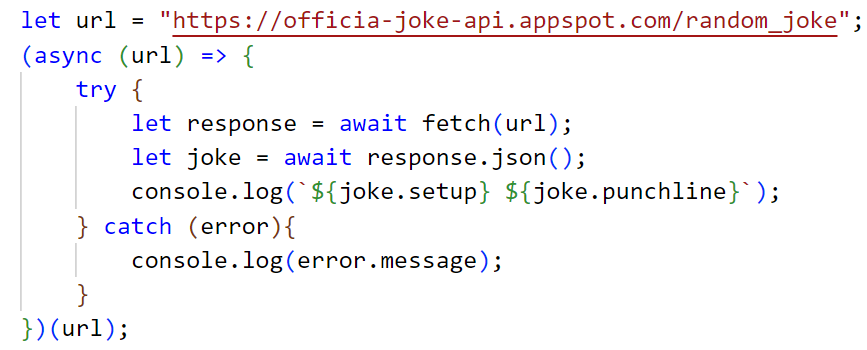 let url = "https://officia-joke-api.appspot.com/random_joke";
(async (url) => {
    try {
        let response = await fetch(url);
        let joke = await response.json();
        console.log(`${joke.setup} ${joke.punchline}`);
    } catch (error){
        console.log(error.message);
    }
})(url);